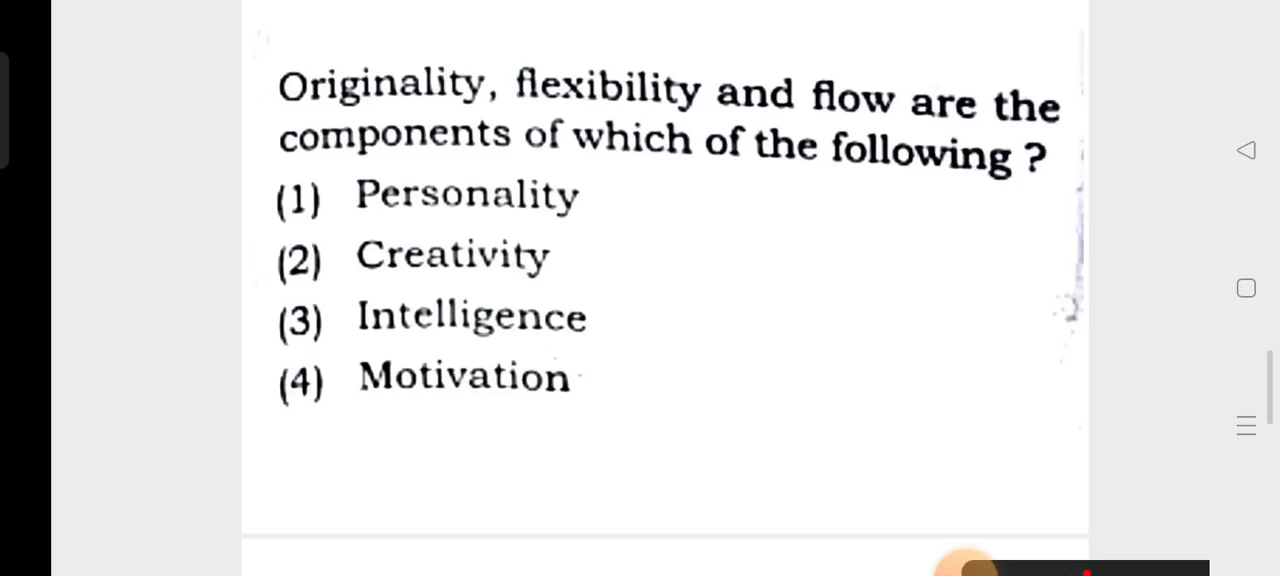 Originality, flexibility and flow are the
components of which of the following ?
(1) Personality
(2) Creativity
(3) Intelligence
(4) Motivation